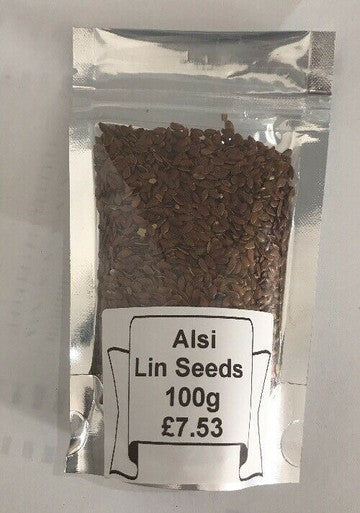 Alsi
Lin Seeds
100g
£7.53